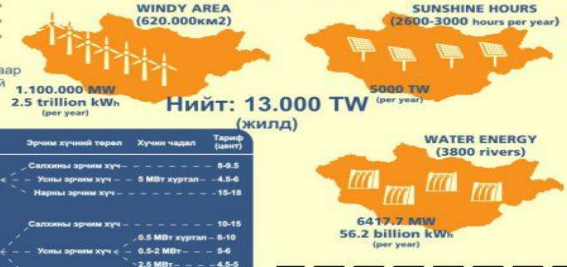 WINDY AREA
(620.000км2)
1.100.000 MW
2.5 trillion kWh
(per year)
SUNSHINE HOURS
(2600-3000 hours per year)
5000 TW
(per year)
Нийт: 13.000 TW
(жилд)
WATER ENERGY
(3800 rivers)
6417.7 MW
56.2 billion kWh
(per year)
Эрчим хүчний төрөл Хүчин чадал Тариф (цент)
Салхины эрчим хүч 8-9.5
Усны эрчим хүч 5 МВт хүртэл 4.5-6
Нарны эрчим хүч 15-18
Салхины эрчим хүч 10-15
0.5 МВт хүртэл 8-10
Усны эрчим хүч 0.5-2 МВт 5-6
2.5 МВт 4.5-5